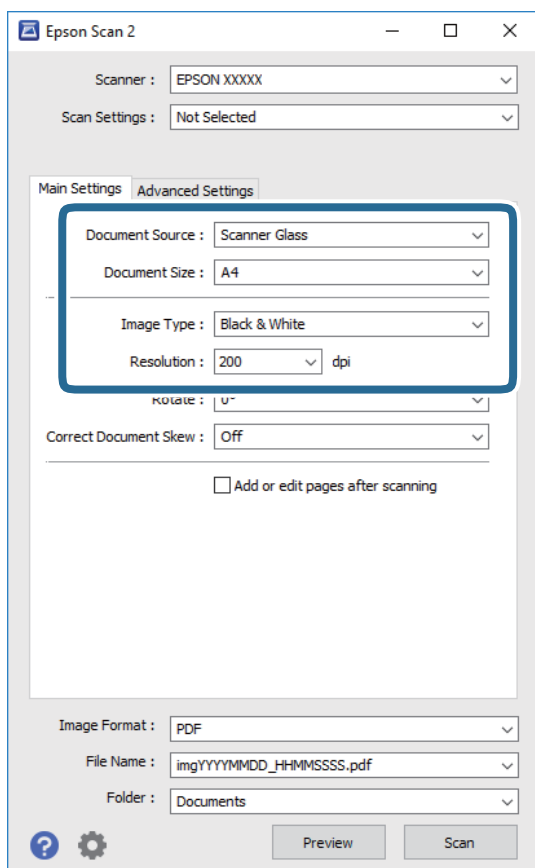 Epson Scan 2
Scanner : EPSON XXXXX
Scan Settings : Not Selected
Main Settings Advanced Settings
Document Source : Scanner Glass
Document Size : A4
Image Type : Black & White
Resolution : 200 dpi
Rotate : 0°
Correct Document Skew : Off
Add or edit pages after scanning
Image Format : PDF
File Name : imgYYYYMMDD_HHMMSSSS.pdf
Folder : Documents
? Preview Scan